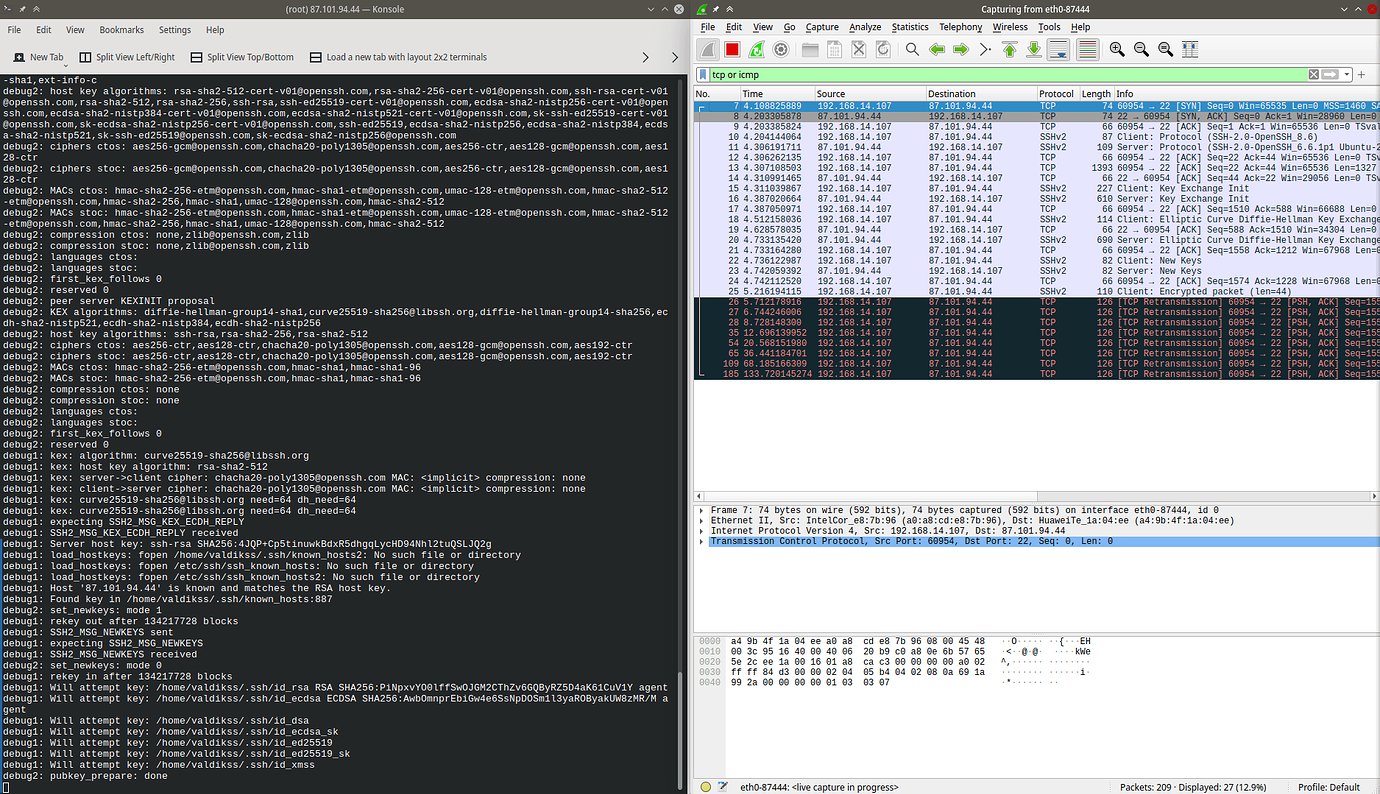 (root) 87.101.94.44 — Konsole
File Edit View Bookmarks Settings Help
New Tab Split View Left/Right Split View Top/Bottom Load a new tab with layout 2x2 terminals
-sha1,ext-info-c
debug2: host key algorithms: rsa-sha2-512-cert-v01@openssh.com,rsa-sha2-256-cert-v01@openssh.com,ssh-rsa-cert-v01
@openssh.com,rsa-sha2-512,rsa-sha2-256,ssh-rsa,ssh-ed25519-cert-v01@openssh.com,ecdsa-sha2-nistp256-cert-v01@open
ssh.com,ecdsa-sha2-nistp384-cert-v01@openssh.com,ecdsa-sha2-nistp521-cert-v01@openssh.com,sk-ssh-ed25519-cert-v01
@openssh.com,sk-ecdsa-sha2-nistp256-cert-v01@openssh.com,ssh-ed25519,ecdsa-sha2-nistp256,ecdsa-sha2-nistp384,ecds
a-sha2-nistp521,sk-ssh-ed25519@openssh.com,sk-ecdsa-sha2-nistp256@openssh.com
debug2: ciphers ctos: aes256-gcm@openssh.com,chacha20-poly1305@openssh.com,aes256-ctr,aes128-gcm@openssh.com,aes1
28-ctr
debug2: ciphers stoc: aes256-gcm@openssh.com,chacha20-poly1305@openssh.com,aes256-ctr,aes128-gcm@openssh.com,aes1
28-ctr
debug2: MACs ctos: hmac-sha2-256-etm@openssh.com,hmac-sha1-etm@openssh.com,umac-128-etm@openssh.com,hmac-sha2-512
-etm@openssh.com,hmac-sha2-256,hmac-sha1,umac-128@openssh.com,hmac-sha2-512
debug2: MACs stoc: hmac-sha2-256-etm@openssh.com,hmac-sha1-etm@openssh.com,umac-128-etm@openssh.com,hmac-sha2-512
-etm@openssh.com,hmac-sha2-256,hmac-sha1,umac-128@openssh.com,hmac-sha2-512
debug2: compression ctos: none,zlib@openssh.com,zlib
debug2: compression stoc: none,zlib@openssh.com,zlib
debug2: languages ctos:
debug2: languages stoc:
debug2: first_kex_follows 0
debug2: reserved 0
debug2: peer server KEXINIT proposal
debug2: KEX algorithms: diffie-hellman-group14-sha1,curve25519-sha256@libssh.org,diffie-hellman-group14-sha256,ec
dh-sha2-nistp521,ecdh-sha2-nistp384,ecdh-sha2-nistp256
debug2: host key algorithms: ssh-rsa,rsa-sha2-256,rsa-sha2-512
debug2: ciphers ctos: aes256-ctr,aes128-ctr,chacha20-poly1305@openssh.com,aes128-gcm@openssh.com,aes192-ctr
debug2: ciphers stoc: aes256-ctr,aes128-ctr,chacha20-poly1305@openssh.com,aes128-gcm@openssh.com,aes192-ctr
debug2: MACs ctos: hmac-sha2-256-etm@openssh.com,hmac-sha1,hmac-sha1-96
debug2: MACs stoc: hmac-sha2-256-etm@openssh.com,hmac-sha1,hmac-sha1-96
debug2: compression ctos: none
debug2: compression stoc: none
debug2: languages ctos:
debug2: languages stoc:
debug2: first_kex_follows 0
debug2: reserved 0
debug1: kex: algorithm: curve25519-sha256@libssh.org
debug1: kex: host key algorithm: rsa-sha2-512
debug1: kex: server->client cipher: chacha20-poly1305@openssh.com MAC: <implicit> compression: none
debug1: kex: client->server cipher: chacha20-poly1305@openssh.com MAC: <implicit> compression: none
debug1: kex: curve25519-sha256@libssh.org need=64 dh_need=64
debug1: kex: curve25519-sha256@libssh.org need=64 dh_need=64
debug1: expecting SSH2_MSG_KEX_ECDH_REPLY
debug1: SSH2_MSG_KEX_ECDH_REPLY received
debug1: Server host key: ssh-rsa SHA256:4JQP+Cp5tinuwkBdxR5dhgqLycHD94Nhl2tuQSLJQ2g
debug1: load_hostkeys: fopen /home/valdikss/.ssh/known_hosts2: No such file or directory
debug1: load_hostkeys: fopen /etc/ssh/ssh_known_hosts: No such file or directory
debug1: load_hostkeys: fopen /etc/ssh/ssh_known_hosts2: No such file or directory
debug1: Host '87.101.94.44' is known and matches the RSA host key.
debug1: Found key in /home/valdikss/.ssh/known_hosts:887
debug2: set_newkeys: mode 1
debug1: rekey out after 134217728 blocks
debug1: SSH2_MSG_NEWKEYS sent
debug1: expecting SSH2_MSG_NEWKEYS
debug1: SSH2_MSG_NEWKEYS received
debug2: set_newkeys: mode 0
debug1: rekey in after 134217728 blocks
debug1: Will attempt key: /home/valdikss/.ssh/id_rsa RSA SHA256:PiNpxvYO0lffSwOJGM2CThZv6GQByRZ5D4aK61CuV1Y agent
debug1: Will attempt key: /home/valdikss/.ssh/id_ecdsa ECDSA SHA256:AwbOmnprEbiGw4e6SsNpDOSm1l3yaROByakUW8zMR/M a
gent
debug1: Will attempt key: /home/valdikss/.ssh/id_dsa
debug1: Will attempt key: /home/valdikss/.ssh/id_ecdsa_sk
debug1: Will attempt key: /home/valdikss/.ssh/id_ed25519
debug1: Will attempt key: /home/valdikss/.ssh/id_ed25519_sk
debug1: Will attempt key: /home/valdikss/.ssh/id_xmss
debug2: pubkey_prepare: done
Capturing from eth0-87444
File Edit View Go Capture Analyze Statistics Telephony Wireless Tools Help
tcp or icmp
No. Time Source Destination Protocol Length Info
7 4.108825889 192.168.14.107 87.101.94.44 TCP 74 60954 → 22 [SYN] Seq=0 Win=65535 Len=0 MSS=1460 SA
8 4.203305878 87.101.94.44 192.168.14.107 TCP 74 22 → 60954 [SYN, ACK] Seq=0 Ack=1 Win=28960 Len=0
9 4.203385824 192.168.14.107 87.101.94.44 TCP 66 60954 → 22 [ACK] Seq=1 Ack=1 Win=65536 Len=0 TSval
10 4.204144064 192.168.14.107 87.101.94.44 SSHv2 87 Client: Protocol (SSH-2.0-OpenSSH_8.6)
11 4.306191711 87.101.94.44 192.168.14.107 SSHv2 109 Server: Protocol (SSH-2.0-OpenSSH_6.6.1p1 Ubuntu-2
12 4.306262135 192.168.14.107 87.101.94.44 TCP 66 60954 → 22 [ACK] Seq=22 Ack=44 Win=65536 Len=0 TSv
13 4.307108503 192.168.14.107 87.101.94.44 TCP 1393 60954 → 22 [ACK] Seq=22 Ack=44 Win=65536 Len=1327
14 4.310991465 87.101.94.44 192.168.14.107 TCP 66 22 → 60954 [ACK] Seq=44 Ack=22 Win=29056 Len=0 TSv
15 4.311039867 192.168.14.107 87.101.94.44 SSHv2 227 Client: Key Exchange Init
16 4.387020664 87.101.94.44 192.168.14.107 SSHv2 610 Server: Key Exchange Init
17 4.387050971 192.168.14.107 87.101.94.44 TCP 66 60954 → 22 [ACK] Seq=1510 Ack=588 Win=66688 Len=0
18 4.512158036 192.168.14.107 87.101.94.44 SSHv2 114 Client: Elliptic Curve Diffie-Hellman Key Exchange
19 4.628578035 87.101.94.44 192.168.14.107 TCP 66 22 → 60954 [ACK] Seq=588 Ack=1510 Win=34304 Len=0
20 4.733135420 87.101.94.44 192.168.14.107 SSHv2 690 Server: Elliptic Curve Diffie-Hellman Key Exchange
21 4.733164280 192.168.14.107 87.101.94.44 TCP 66 60954 → 22 [ACK] Seq=1558 Ack=1212 Win=67968 Len=
22 4.736122987 192.168.14.107 87.101.94.44 SSHv2 82 Client: New Keys
23 4.742059392 87.101.94.44 192.168.14.107 SSHv2 82 Server: New Keys
24 4.742112520 192.168.14.107 87.101.94.44 TCP 66 60954 → 22 [ACK] Seq=1574 Ack=1228 Win=67968 Len=
25 5.216194115 192.168.14.107 87.101.94.44 SSHv2 110 Client: Encrypted packet (len=44)
26 5.712178916 192.168.14.107 87.101.94.44 TCP 126 [TCP Retransmission] 60954 → 22 [PSH, ACK] Seq=155
27 6.744246006 192.168.14.107 87.101.94.44 TCP 126 [TCP Retransmission] 60954 → 22 [PSH, ACK] Seq=155
28 8.728148300 192.168.14.107 87.101.94.44 TCP 126 [TCP Retransmission] 60954 → 22 [PSH, ACK] Seq=155
35 12.696139952 192.168.14.107 87.101.94.44 TCP 126 [TCP Retransmission] 60954 → 22 [PSH, ACK] Seq=155
54 20.568151980 192.168.14.107 87.101.94.44 TCP 126 [TCP Retransmission] 60954 → 22 [PSH, ACK] Seq=155
65 36.441184701 192.168.14.107 87.101.94.44 TCP 126 [TCP Retransmission] 60954 → 22 [PSH, ACK] Seq=155
109 68.185166309 192.168.14.107 87.101.94.44 TCP 126 [TCP Retransmission] 60954 → 22 [PSH, ACK] Seq=155
185 133.720145274 192.168.14.107 87.101.94.44 TCP 126 [TCP Retransmission] 60954 → 22 [PSH, ACK] Seq=155
Frame 7: 74 bytes on wire (592 bits), 74 bytes captured (592 bits) on interface eth0-87444, id 0
Ethernet II, Src: IntelCor_e8:7b:96 (a0:a8:cd:e8:7b:96), Dst: HuaweiTe_1a:04:ee (a4:9b:4f:1a:04:ee)
Internet Protocol Version 4, Src: 192.168.14.107, Dst: 87.101.94.44
Transmission Control Protocol, Src Port: 60954, Dst Port: 22, Seq: 0, Len: 0
0000 a4 9b 4f 1a 04 ee a0 a8 cd e8 7b 96 08 00 45 48 ··O····· ··{···EH
0010 00 3c 95 16 40 00 40 06 20 b9 c0 a8 0e 6b 57 65 ·<··@·@· ····kWe
0020 5e 2c ee 1a 00 16 01 a8 ca c3 00 00 00 00 a0 02 ^,······ ········
0030 ff ff 84 d3 00 00 02 04 05 b4 04 02 08 0a 69 1a ········ ······i·
0040 99 2a 00 00 00 00 01 03 03 07 ·*······ ··
eth0-87444: <live capture in progress> Packets: 209 · Displayed: 27 (12.9%) Profile: Default